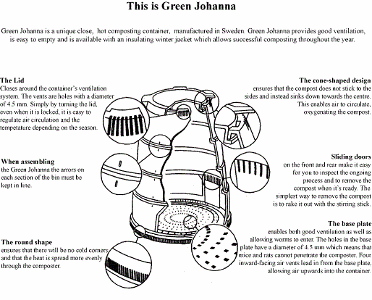 This is Green Johanna
Green Johanna is a unique close, hot composting container, manufactured in Sweden. Green Johanna provides good ventilation,
is easy to empty and is available with an insulating winter jacket which allows successful composting throughout the year.
The Lid
Closes around the container's ventilation
system. The vents are holes with a diameter
of 4.5 mm. Simply by turning the lid,
even when it is locked, it is easy to
regulate air circulation and the
temperature depending on the season.
When assembling
the Green Johanna the arrows on
each section of the bin must be
kept in line.
The round shape
ensures that there will be no cold corners
and that the heat is spread more evenly
through the composter.
The cone-shaped design
ensures that the compost does not stick to the
sides and instead sinks down towards the centre.
This enables air to circulate,
oxygenating the compost.
Sliding doors
on the front and rear make it easy
for you to inspect the ongoing
process and to remove the
compost when it's ready. The
simplest way to remove the compost
is to rake it out with the stirring stick.
The base plate
enables both good ventilation as well as
allowing worms to enter. The holes in the base
plate have a diameter of 4.5 mm which means that
mice and rats cannot penetrate the composter. Four
inward-facing air vents lead in from the base plate,
allowing air upwards into the container.